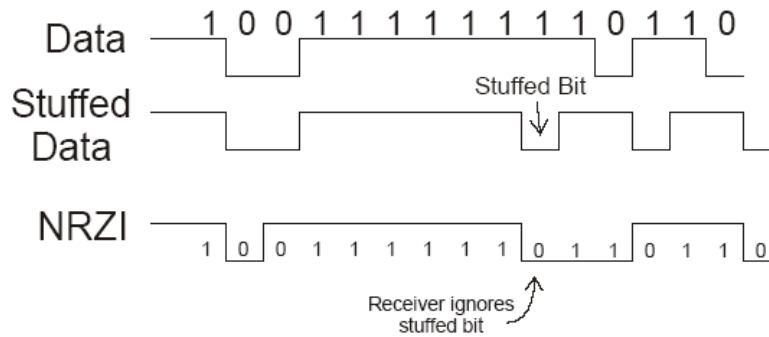 1 0 0 1 1 1 1 1 1 1 1 0 1 1 0
Data
Stuffed Bit
Stuffed
Data
NRZI
1 0 0 1 1 1 1 1 1 0 1 1 0 1 1 0
Receiver ignores
stuffed bit